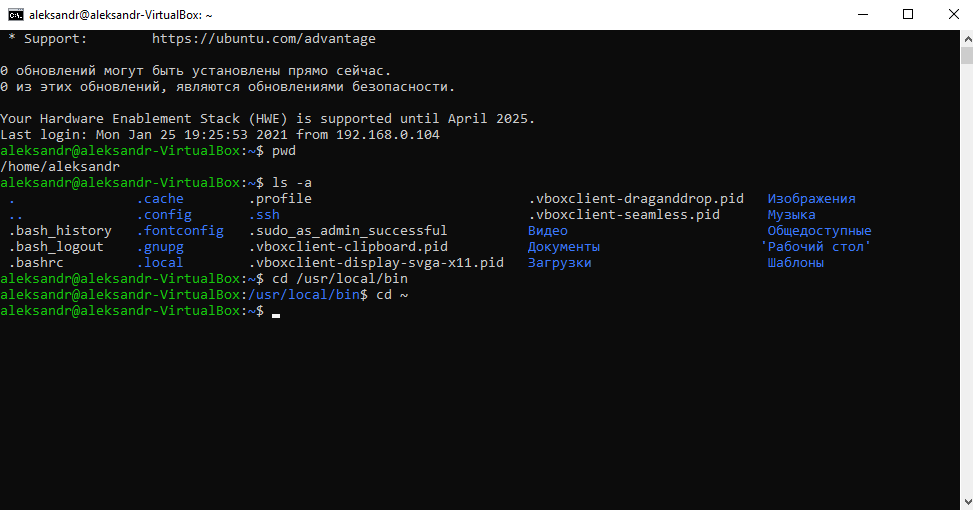 aleksandr@aleksandr-VirtualBox: ~
* Support: https://ubuntu.com/advantage
0 обновлений могут быть установлены прямо сейчас.
0 из этих обновлений, являются обновлениями безопасности.
Your Hardware Enablement Stack (HWE) is supported until April 2025.
Last login: Mon Jan 25 19:25:53 2021 from 192.168.0.104
aleksandr@aleksandr-VirtualBox:~$ pwd
/home/aleksandr
aleksandr@aleksandr-VirtualBox:~$ ls -a
. .cache .profile .vboxclient-draganddrop.pid Изображения
.. .config .ssh .vboxclient-seamless.pid Музыка
.bash_history .fontconfig .sudo_as_admin_successful Видео Общедоступные
.bash_logout .gnupg .vboxclient-clipboard.pid Документы 'Рабочий стол'
.bashrc .local .vboxclient-display-svga-x11.pid Загрузки Шаблоны
aleksandr@aleksandr-VirtualBox:~$ cd /usr/local/bin
aleksandr@aleksandr-VirtualBox:/usr/local/bin$ cd ~
aleksandr@aleksandr-VirtualBox:~$